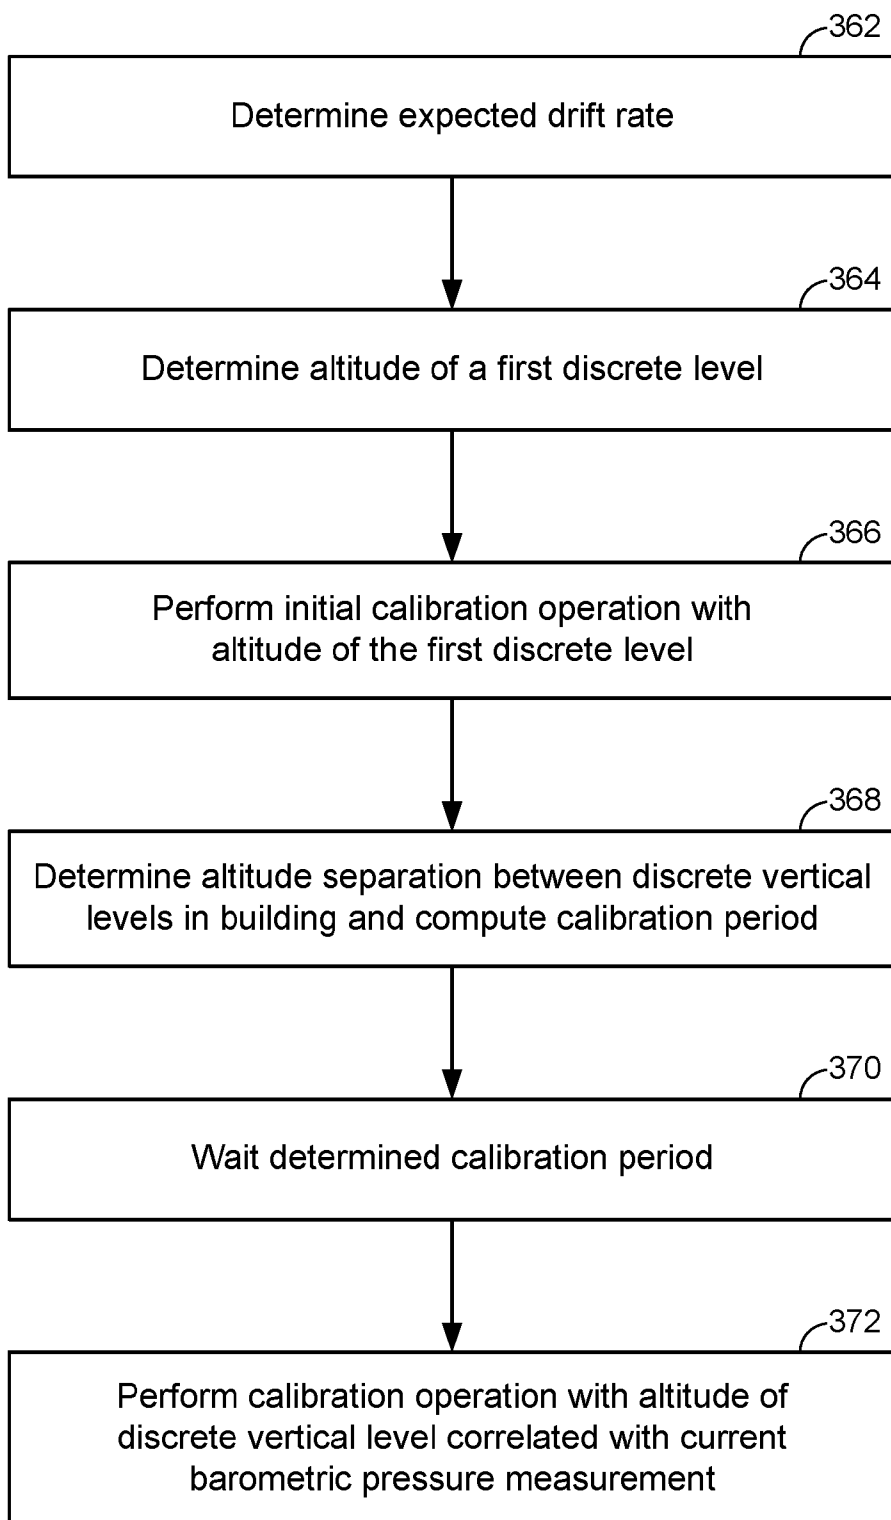 362
Determine expected drift rate
364
Determine altitude of a first discrete level
366
Perform initial calibration operation with
altitude of the first discrete level
368
Determine altitude separation between discrete vertical
levels in building and compute calibration period
370
Wait determined calibration period
372
Perform calibration operation with altitude of
discrete vertical level correlated with current
barometric pressure measurement